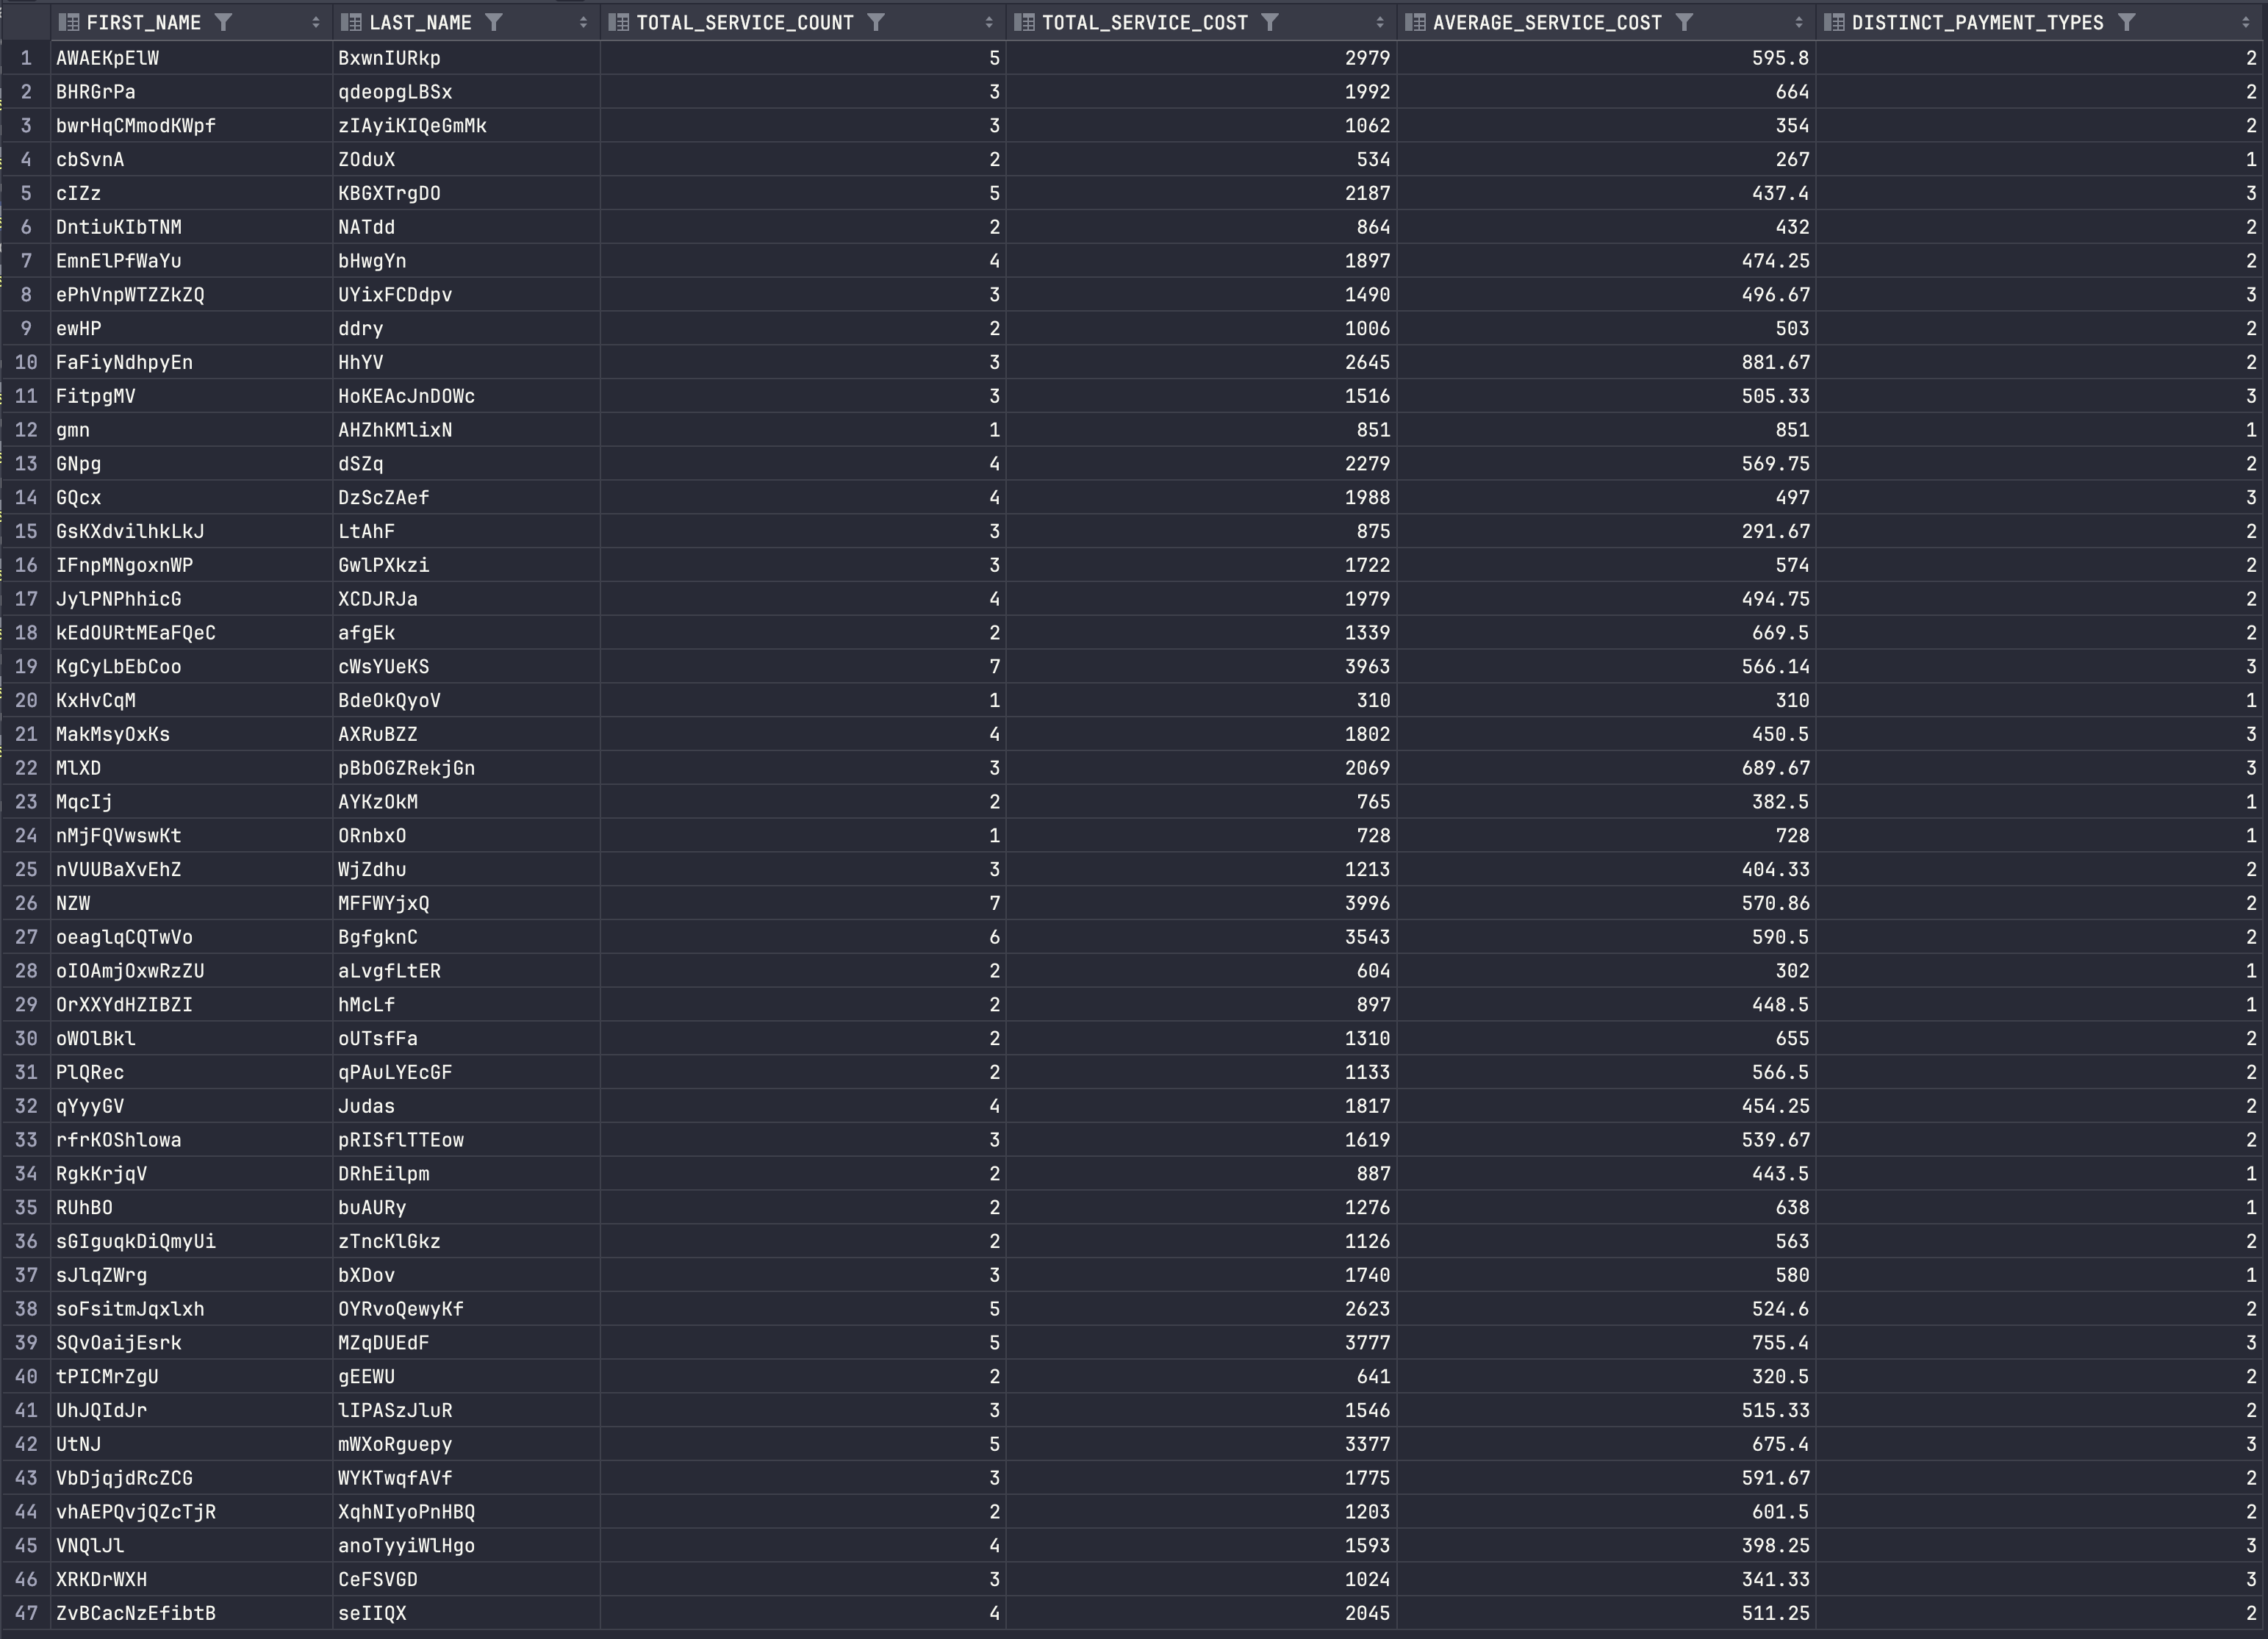 FIRST_NAME LAST_NAME TOTAL_SERVICE_COUNT TOTAL_SERVICE_COST AVERAGE_SERVICE_COST DISTINCT_PAYMENT_TYPES
1 AWAEKpElW BxwnIURkp 5 2979 595.8 2
2 BHRGrPa qdeopgLBSx 3 1992 664 2
3 bwrHqCMmodKWpf zIAyiKIQeGmMk 3 1062 354 2
4 cbSvnA ZOduX 2 534 267 1
5 cIZz KBGXTrgDO 5 2187 437.4 3
6 DntiuKIbTNM NATdd 2 864 432 2
7 EmnElPfWaYu bHwgYn 4 1897 474.25 2
8 ePhVnpWTZZkZQ UYixFCDdpv 3 1490 496.67 3
9 ewHP ddry 2 1006 503 2
10 FaFiyNdhpyEn HhYV 3 2645 881.67 2
11 FitpgMV HoKEAcJnDOWc 3 1516 505.33 3
12 gmn AHZhKMlixN 1 851 851 1
13 GNpg dSZq 4 2279 569.75 2
14 GQcx DzScZAef 4 1988 497 3
15 GsKXdvilhkLkJ LtAhF 3 875 291.67 2
16 IFnpMNgoxnWP GwlPXkzi 3 1722 574 2
17 JylPNPhhicG XCDJRJa 4 1979 494.75 2
18 kEdOURtMEaFQeC afgEk 2 1339 669.5 2
19 KgCyLbEbCoo cWsYUeKS 7 3963 566.14 3
20 KxHvCqM BdeOkQyoV 1 310 310 1
21 MakMsyOxKs AXRuBZZ 4 1802 450.5 3
22 MlXD pBbOGZRekjGn 3 2069 689.67 3
23 MqcIj AYKzOkM 2 765 382.5 1
24 nMjFQVwswKt ORnbxO 1 728 728 1
25 nVUUBaXvEhZ WjZdhu 3 1213 404.33 2
26 NZW MFFWYjxQ 7 3996 570.86 2
27 oeaglqCQTwVo BgfgknC 6 3543 590.5 2
28 oIOAmjOxwRzZU aLvgfLtER 2 604 302 1
29 OrXXYdHZIBZI hMcLf 2 897 448.5 1
30 oWOlBkl oUTsfFa 2 1310 655 2
31 PlQRec qPAuLYEcGF 2 1133 566.5 2
32 qYyyGV Judas 4 1817 454.25 2
33 rfrKOShlowa pRISflTTEow 3 1619 539.67 2
34 RgkKrjqV DRhEilpm 2 887 443.5 1
35 RUhBO buAURy 2 1276 638 1
36 sGIguqkDiQmyUi zTncKlGkz 2 1126 563 2
37 sJlqZWrg bXDov 3 1740 580 1
38 soFsitmJqxlxh OYRvoQewyKf 5 2623 524.6 2
39 SQvOaijEsrk MZqDUEdF 5 3777 755.4 3
40 tPICMrZgU gEEWU 2 641 320.5 2
41 UhJQIdJr lIPASzJluR 3 1546 515.33 2
42 UtNJ mWXoRguepy 5 3377 675.4 3
43 VbDjqjdRcZCG WYKTwqfAVf 3 1775 591.67 2
44 vhAEPQvjQZcTjR XqhNIyoPnHBQ 2 1203 601.5 2
45 VNQlJl anoTyyiWlHgo 4 1593 398.25 3
46 XRKDrWXH CeFSVGD 3 1024 341.33 3
47 ZvBCacNzEfibtB seIIQX 4 2045 511.25 2